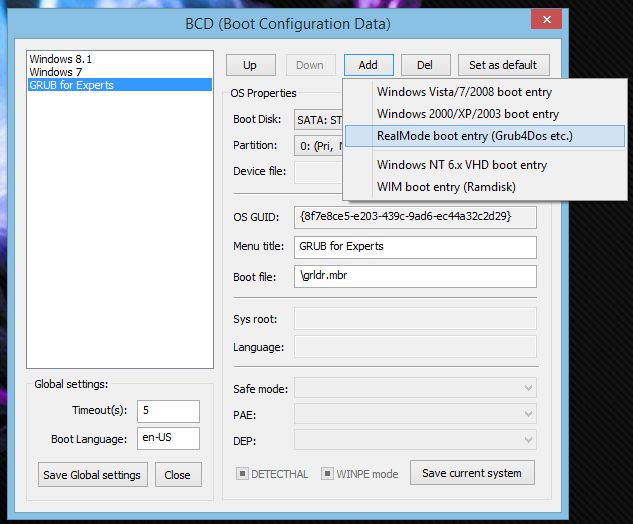 BCD (Boot Configuration Data)
Windows 8.1
Windows 7
GRUB for Experts
Up
Down
Add
Del
Set as default
Windows Vista/7/2008 boot entry
Windows 2000/XP/2003 boot entry
RealMode boot entry (Grub4Dos etc.)
Windows NT 6.x VHD boot entry
WIM boot entry (Ramdisk)
OS Properties
Boot Disk: SATA: ST
Partition: 0: (Pri, N
Device file:
OS GUID: {8f7e8ce5-e203-439c-9ad6-ec44a32c2d29}
Menu title: GRUB for Experts
Boot file: \grldr.mbr
Sys root:
Language:
Safe mode:
PAE:
DEP:
DETECTHAL
WINPE mode
Save current system
Global settings:
Timeout(s): 5
Boot Language: en-US
Save Global settings
Close